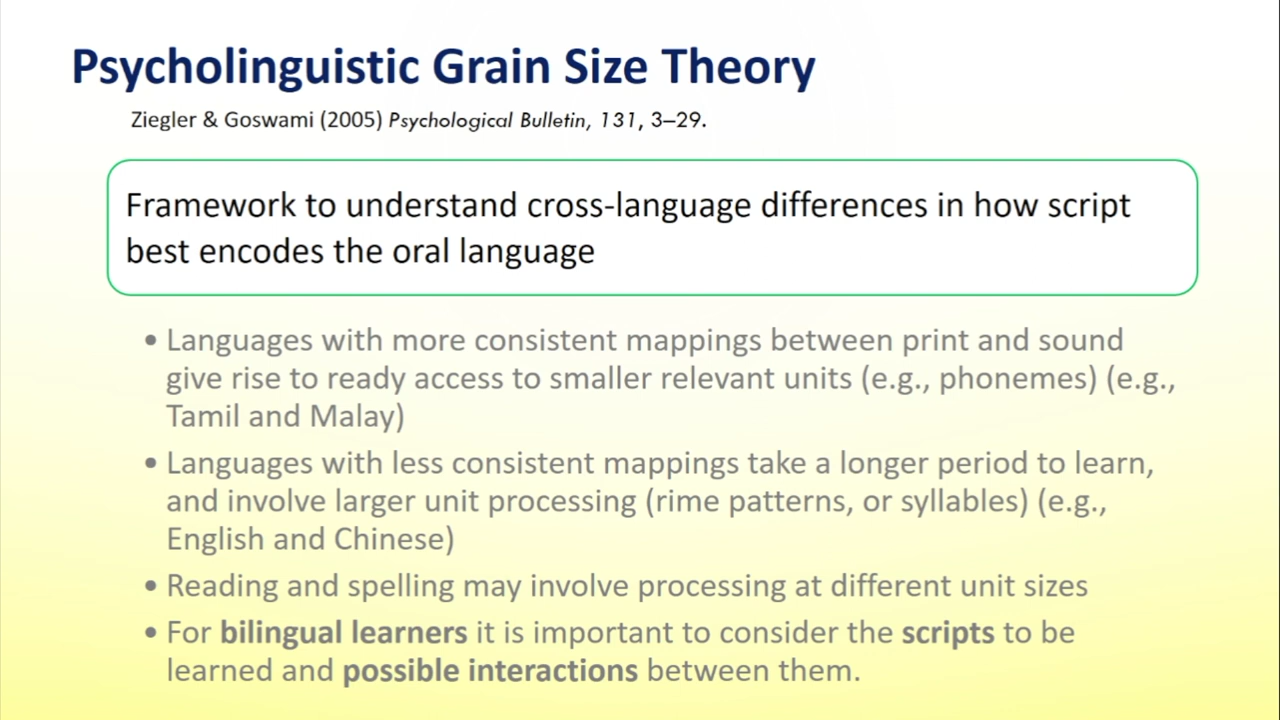 Psycholinguistic Grain Size Theory
Ziegler & Goswami (2005) Psychological Bulletin, 131, 3–29.
Framework to understand cross-language differences in how script
best encodes the oral language
• Languages with more consistent mappings between print and sound
give rise to ready access to smaller relevant units (e.g., phonemes) (e.g.,
Tamil and Malay)
• Languages with less consistent mappings take a longer period to learn,
and involve larger unit processing (rime patterns, or syllables) (e.g.,
English and Chinese)
• Reading and spelling may involve processing at different unit sizes
• For bilingual learners it is important to consider the scripts to be
learned and possible interactions between them.